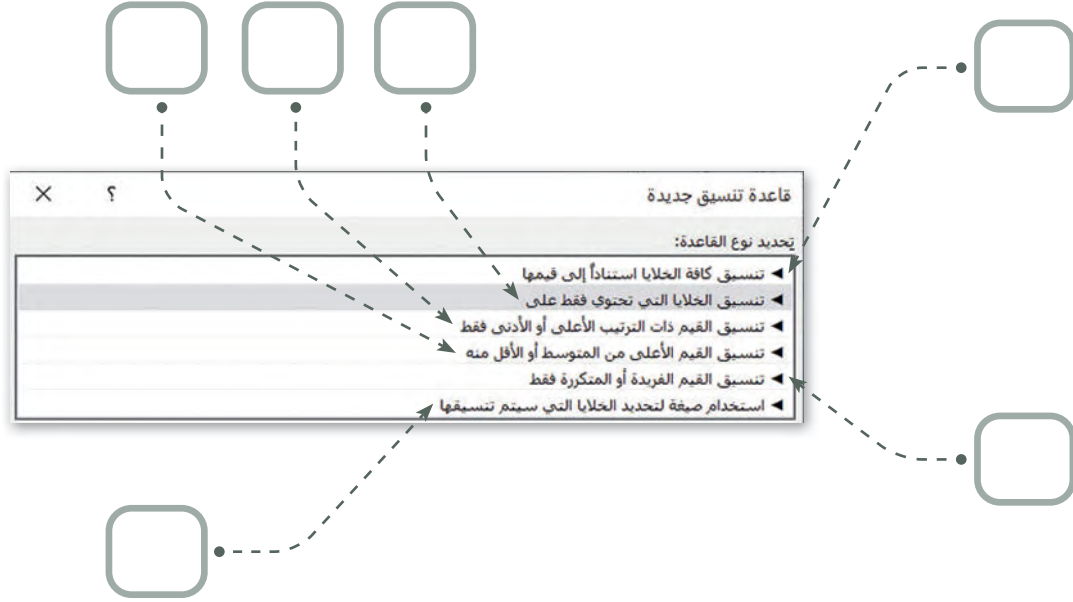 قاعدة تنسيق جديدة ؟ ×
تحديد نوع القاعدة:
◄ تنسيق كافة الخلايا استناداً إلى قيمها
◄ تنسيق الخلايا التي تحتوي فقط على
◄ تنسيق القيم ذات الترتيب الأعلى أو الأدنى فقط
◄ تنسيق القيم الأعلى من المتوسط أو الأقل منه
◄ تنسيق القيم الفريدة أو المتكررة فقط
◄ استخدام صيغة لتحديد الخلايا التي سيتم تنسيقها